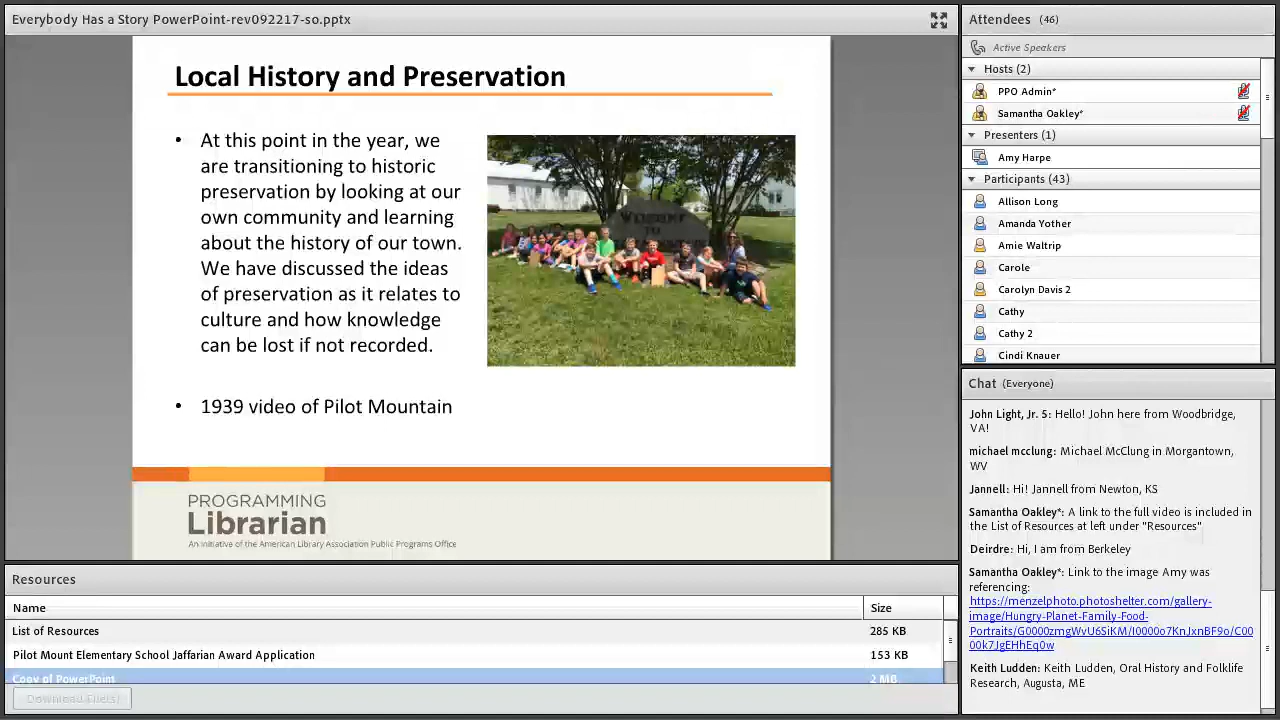 Everybody Has a Story PowerPoint-rev092217-so.pptx
Local History and Preservation
• At this point in the year, we
are transitioning to historic
preservation by looking at our
own community and learning
about the history of our town.
We have discussed the ideas
of preservation as it relates to
culture and how knowledge
can be lost if not recorded.
• 1939 video of Pilot Mountain
WELCOME
TO
PROGRAMMING
Librarian
An initiative of the American Library Association Public Programs Office
Resources
Name Size
List of Resources 285 KB
Pilot Mount Elementary School Jaffarian Award Application 153 KB
Copy of PowerPoint 2 MB
Download File(s)
Attendees (46)
Active Speakers
Hosts (2)
PPO Admin*
Samantha Oakley*
Presenters (1)
Amy Harpe
Participants (43)
Allison Long
Amanda Yother
Amie Waltrip
Carole
Carolyn Davis 2
Cathy
Cathy 2
Cindi Knauer
Chat (Everyone)
John Light, Jr. 5: Hello! John here from Woodbridge,
VA!
michael mcclung: Michael McClung in Morgantown,
WV
Jannell: Hi! Jannell from Newton, KS
Samantha Oakley*: A link to the full video is included in
the List of Resources at left under "Resources"
Deirdre: Hi, I am from Berkeley
Samantha Oakley*: Link to the image Amy was
referencing:
https://menzelphoto.photoshelter.com/gallery-
image/Hungry-Planet-Family-Food-
Portraits/G0000zmgWvU6SiKM/I0000o7KnJxnBF9o/C00
00k7JgEHhEq0w
Keith Ludden: Keith Ludden, Oral History and Folklife
Research, Augusta, ME